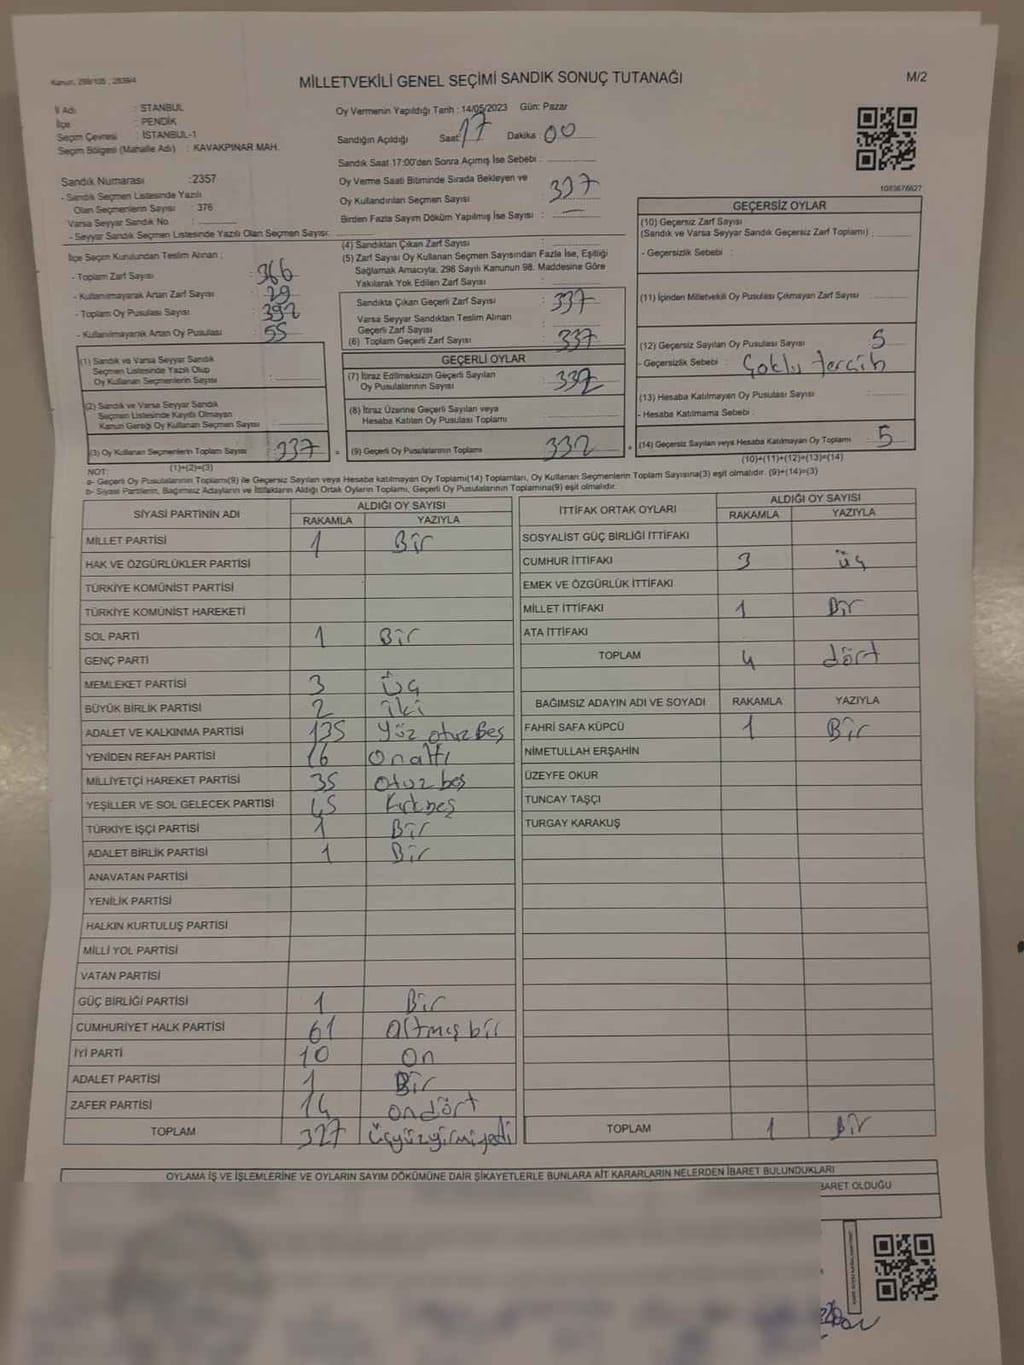 Kanun, 298/105 ; 2839/4
MİLLETVEKİLİ GENEL SEÇİMİ SANDIK SONUÇ TUTANAĞI
M/2
İl Adı : STANBUL
İlçe : PENDİK
Seçim Çevresi : İSTANBUL-1
Seçim Bölgesi (Mahalle Adı) : KAVAKPINAR MAH.
Sandık Numarası : 2357
- Sandık Seçmen Listesinde Yazılı
Olan Seçmenlerin Sayısı : 376
Varsa Seyyar Sandık No :
- Seyyar Sandık Seçmen Listesinde Yazılı Olan Seçmen Sayısı:
Oy Vermenin Yapıldığı Tarih : 14/05/2023 Gün: Pazar
Sandığın Açıldığı Saat: 17 Dakika : 00
Sandık Saat 17:00'den Sonra Açımış İse Sebebi :
Oy Verme Saati Bitiminde Sırada Bekleyen ve
Oy Kullandırılan Seçmen Sayısı : 337
Birden Fazla Sayım Döküm Yapılmış İse Sayısı : —
1083676627
İlçe Seçim Kurulundan Teslim Alınan ;
- Toplam Zarf Sayısı : 366
- Kullanılmayarak Artan Zarf Sayısı : 29
- Toplam Oy Pusulası Sayısı : 392
- Kullanılmayarak Artan Oy Pusulası : 55
(1) Sandık ve Varsa Seyyar Sandık
Seçmen Listesinde Yazılı Olup
Oy Kullanan Seçmenlerin Sayısı :
(2) Sandık ve Varsa Seyyar Sandık
Seçmen Listesinde Kayıtlı Olmayan
Kanun Gereği Oy Kullanan Seçmen Sayısı :
(3) Oy Kullanan Seçmenlerin Toplam Sayısı : 337
(1)+(2)=(3)
(4) Sandıktan Çıkan Zarf Sayısı :
(5) Zarf Sayısı Oy Kullanan Seçmen Sayısından Fazla İse, Eşitliği
Sağlamak Amacıyla, 298 Sayılı Kanunun 98. Maddesine Göre
Yakılarak Yok Edilen Zarf Sayısı :
Sandıkta Çıkan Geçerli Zarf Sayısı : 337
Varsa Seyyar Sandıktan Teslim Alınan
Geçerli Zarf Sayısı :
(6) Toplam Geçerli Zarf Sayısı : 337
GEÇERLİ OYLAR
(7) İtiraz Edilmeksizin Geçerli Sayılan
Oy Pusulalarının Sayısı : 332
(8) İtiraz Üzerine Geçerli Sayılan veya
Hesaba Katılan Oy Pusulası Toplamı :
= (9) Geçerli Oy Pusulalarının Toplamı : 332
GEÇERSİZ OYLAR
(10) Geçersiz Zarf Sayısı
(Sandık ve Varsa Seyyar Sandık Geçersiz Zarf Toplamı) :
- Geçersizlik Sebebi :
(11) İçinden Milletvekili Oy Pusulası Çıkmayan Zarf Sayısı :
(12) Geçersiz Sayılan Oy Pusulası Sayısı : 5
- Geçersizlik Sebebi : Çoklu tercih
(13) Hesaba Katılmayan Oy Pusulası Sayısı :
- Hesaba Katılmama Sebebi :
+ (14) Geçersiz Sayılan veya Hesaba Katılmayan Oy Toplamı : 5
(10)+(11)+(12)+(13)=(14)
NOT:
a- Geçerli Oy Pusulalarının Toplamı(9) ile Geçersiz Sayılan veya Hesaba katılmayan Oy Toplamı(14) Toplamları, Oy Kullanan Seçmenlerin Toplam Sayısına(3) eşit olmalıdır. (9)+(14)=(3)
b- Siyasi Partilerin, Bağımsız Adayların ve İttifakların Aldığı Ortak Oyların Toplamı, Geçerli Oy Pusulalarının Toplamına(9) eşit olmalıdır.
SİYASİ PARTİNİN ADI ALDIĞI OY SAYISI
RAKAMLA YAZIYLA
MİLLET PARTİSİ 1 Bir
HAK VE ÖZGÜRLÜKLER PARTİSİ
TÜRKİYE KOMÜNİST PARTİSİ
TÜRKİYE KOMÜNİST HAREKETİ
SOL PARTİ 1 Bir
GENÇ PARTİ
MEMLEKET PARTİSİ 3 Üç
BÜYÜK BİRLİK PARTİSİ 2 İki
ADALET VE KALKINMA PARTİSİ 135 Yüz otuz beş
YENİDEN REFAH PARTİSİ 16 Onaltı
MİLLİYETÇİ HAREKET PARTİSİ 35 Otuz beş
YEŞİLLER VE SOL GELECEK PARTİSİ 45 Kırkbeş
TÜRKİYE İŞÇİ PARTİSİ 1 Bir
ADALET BİRLİK PARTİSİ 1 Bir
ANAVATAN PARTİSİ
YENİLİK PARTİSİ
HALKIN KURTULUŞ PARTİSİ
MİLLİ YOL PARTİSİ
VATAN PARTİSİ
GÜÇ BİRLİĞİ PARTİSİ 1 Bir
CUMHURİYET HALK PARTİSİ 61 Altmış bir
İYİ PARTİ 10 On
ADALET PARTİSİ 1 Bir
ZAFER PARTİSİ 14 ondört
TOPLAM 327 üçyüzyirmiyedi
İTTİFAK ORTAK OYLARI ALDIĞI OY SAYISI
RAKAMLA YAZIYLA
SOSYALİST GÜÇ BİRLİĞİ İTTİFAKI
CUMHUR İTTİFAKI 3 üç
EMEK VE ÖZGÜRLÜK İTTİFAKI
MİLLET İTTİFAKI 1 Bir
ATA İTTİFAKI
TOPLAM 4 dört
BAĞIMSIZ ADAYIN ADI VE SOYADI RAKAMLA YAZIYLA
FAHRİ SAFA KÜPCÜ 1 Bir
NİMETULLAH ERŞAHİN
ÜZEYFE OKUR
TUNCAY TAŞÇI
TURGAY KARAKUŞ
TOPLAM 1 Bir
OYLAMA İŞ VE İŞLEMLERİNE VE OYLARIN SAYIM DÖKÜMÜNE DAİR ŞİKAYETLERLE BUNLARA AİT KARARLARIN NELERDEN İBARET BULUNDUKLARI
BARET OLDUĞU